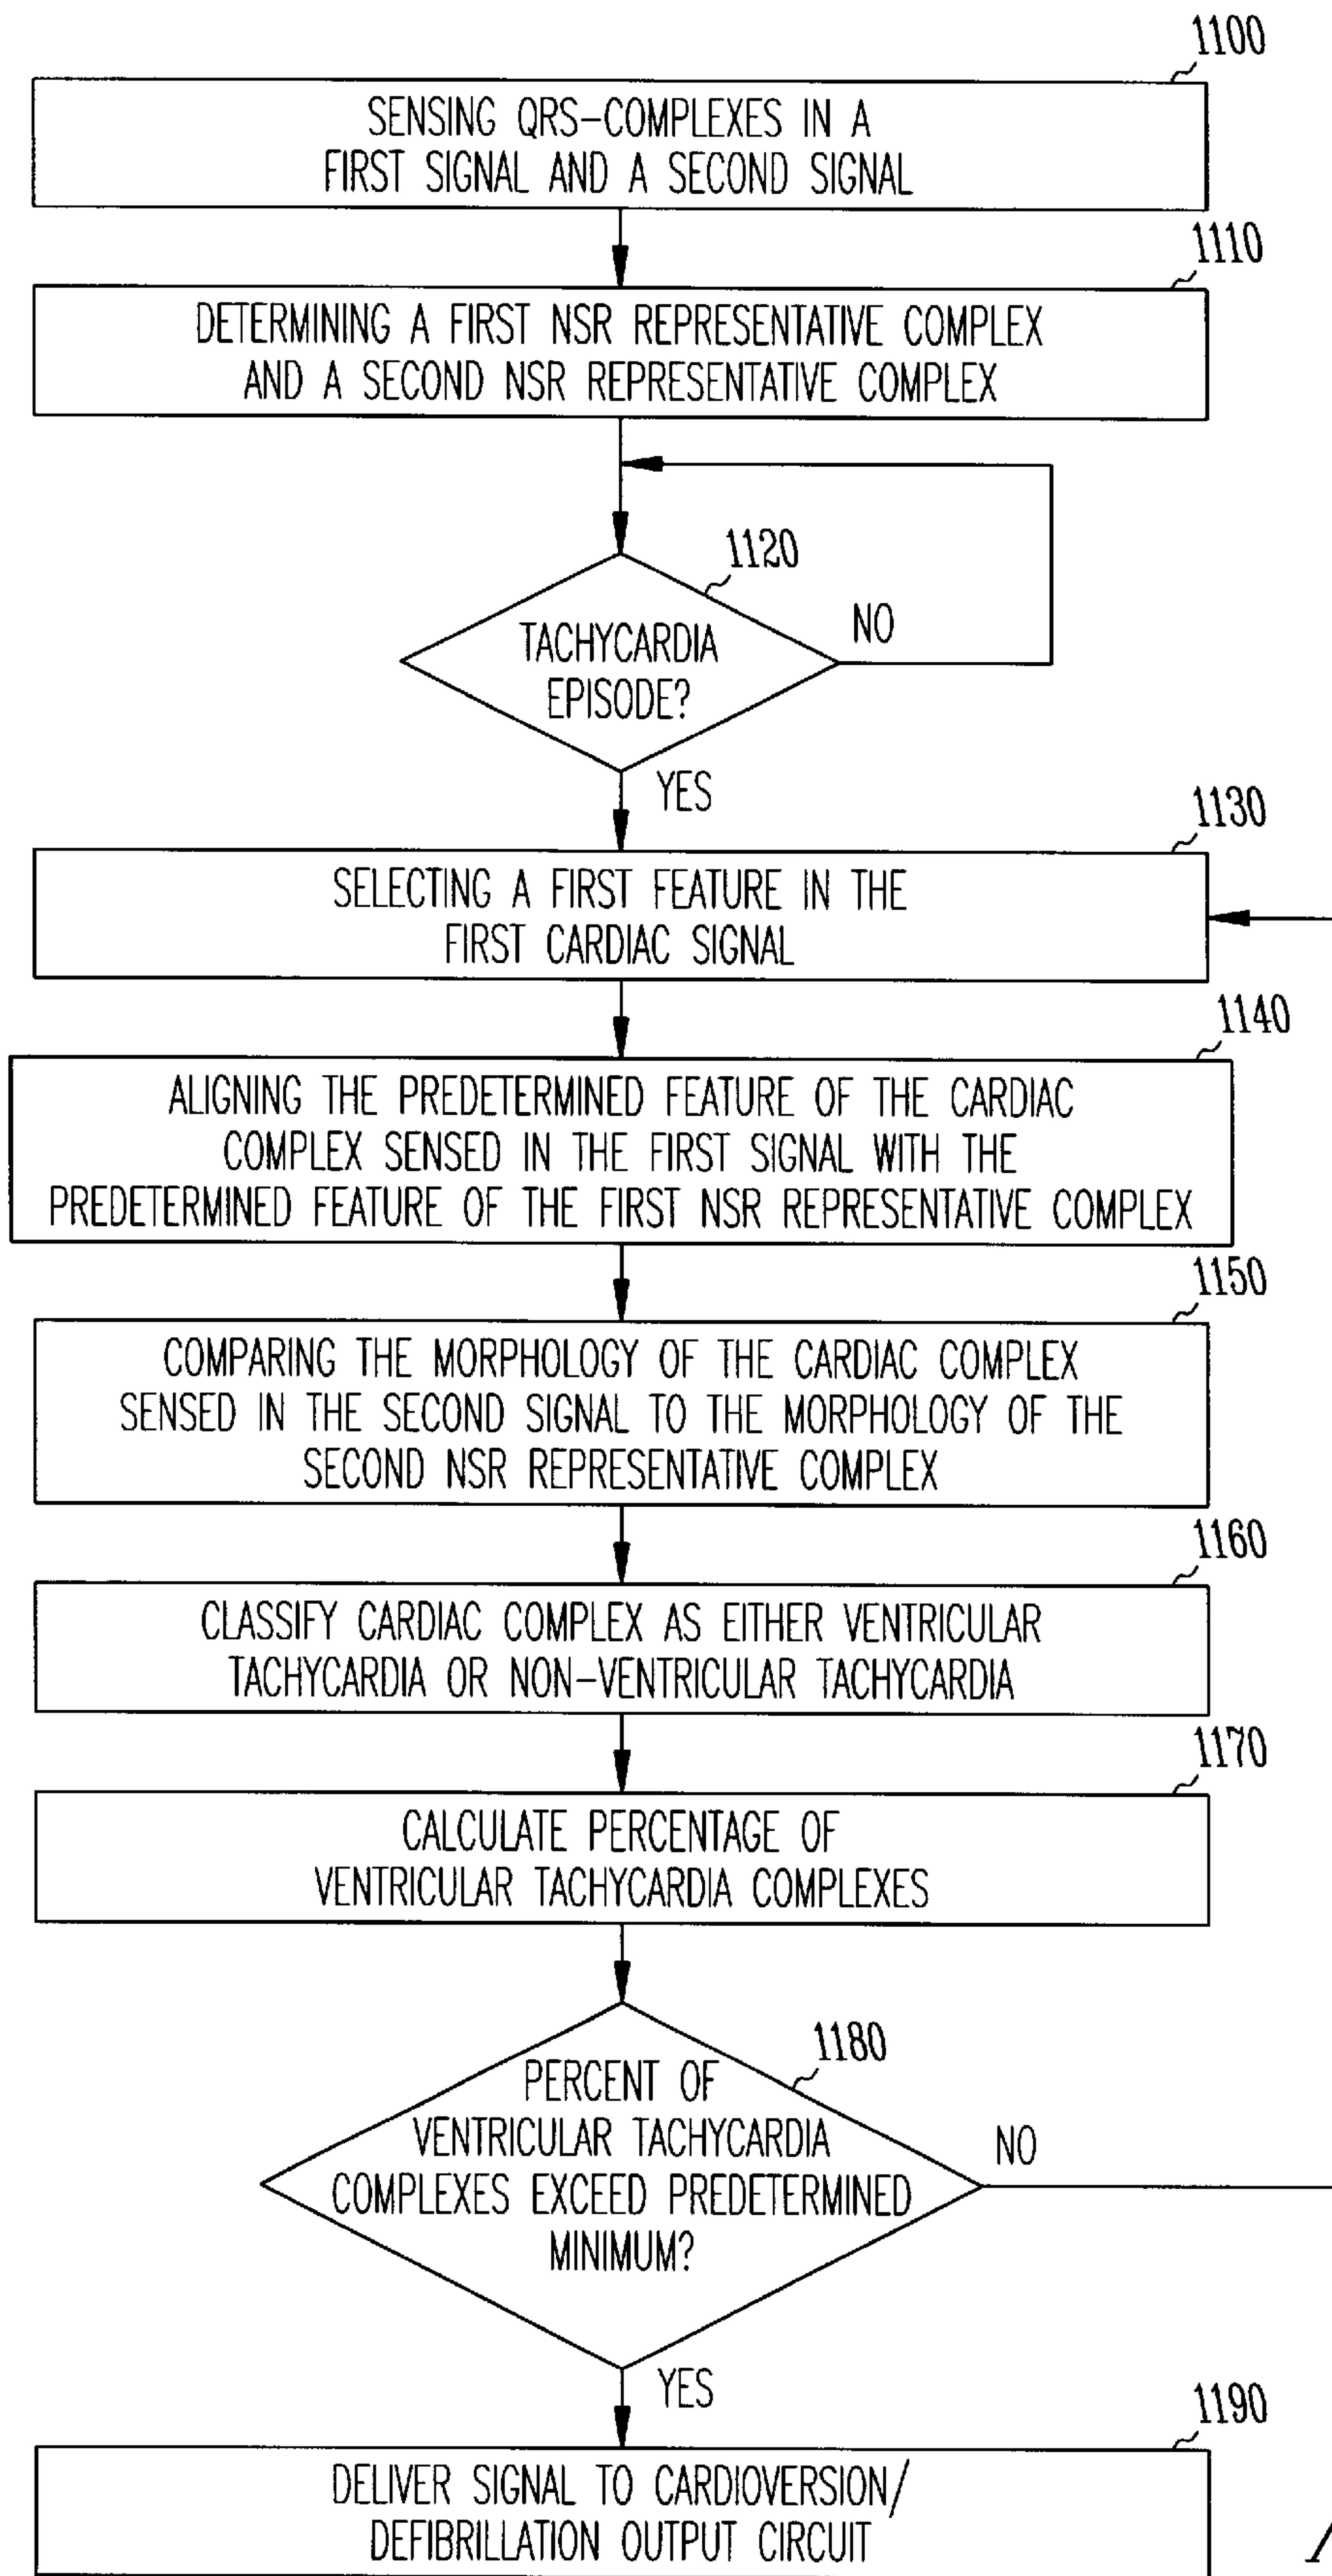 1100
SENSING QRS-COMPLEXES IN A
FIRST SIGNAL AND A SECOND SIGNAL
1110
DETERMINING A FIRST NSR REPRESENTATIVE COMPLEX
AND A SECOND NSR REPRESENTATIVE COMPLEX
1120
TACHYCARDIA
EPISODE?
NO
YES
1130
SELECTING A FIRST FEATURE IN THE
FIRST CARDIAC SIGNAL
1140
ALIGNING THE PREDETERMINED FEATURE OF THE CARDIAC
COMPLEX SENSED IN THE FIRST SIGNAL WITH THE
PREDETERMINED FEATURE OF THE FIRST NSR REPRESENTATIVE COMPLEX
1150
COMPARING THE MORPHOLOGY OF THE CARDIAC COMPLEX
SENSED IN THE SECOND SIGNAL TO THE MORPHOLOGY OF THE
SECOND NSR REPRESENTATIVE COMPLEX
1160
CLASSIFY CARDIAC COMPLEX AS EITHER VENTRICULAR
TACHYCARDIA OR NON-VENTRICULAR TACHYCARDIA
1170
CALCULATE PERCENTAGE OF
VENTRICULAR TACHYCARDIA COMPLEXES
1180
PERCENT OF
VENTRICULAR TACHYCARDIA
COMPLEXES EXCEED PREDETERMINED
MINIMUM?
NO
YES
1190
DELIVER SIGNAL TO CARDIOVERSION/
DEFIBRILLATION OUTPUT CIRCUIT